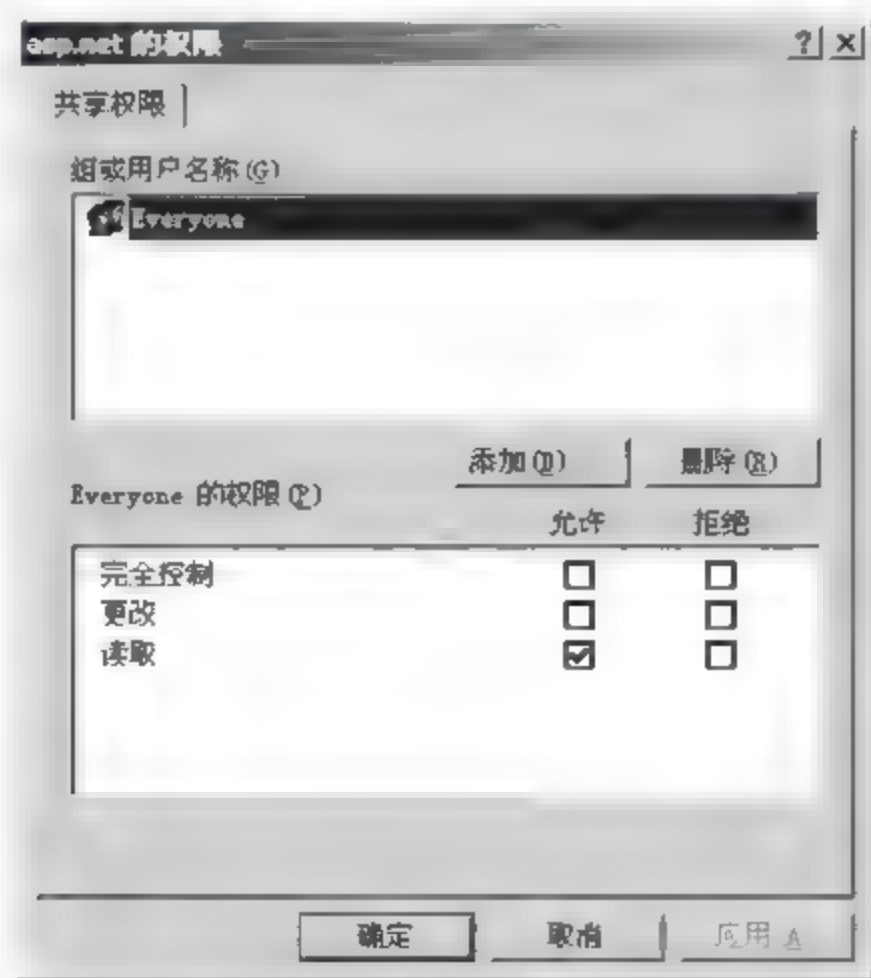 asp.net 的权限
共享权限
组或用户名称(G)
Everyone
添加(D) 删除(R)
Everyone 的权限(P)
允许 拒绝
完全控制
更改
读取
确定 取消 应用 A